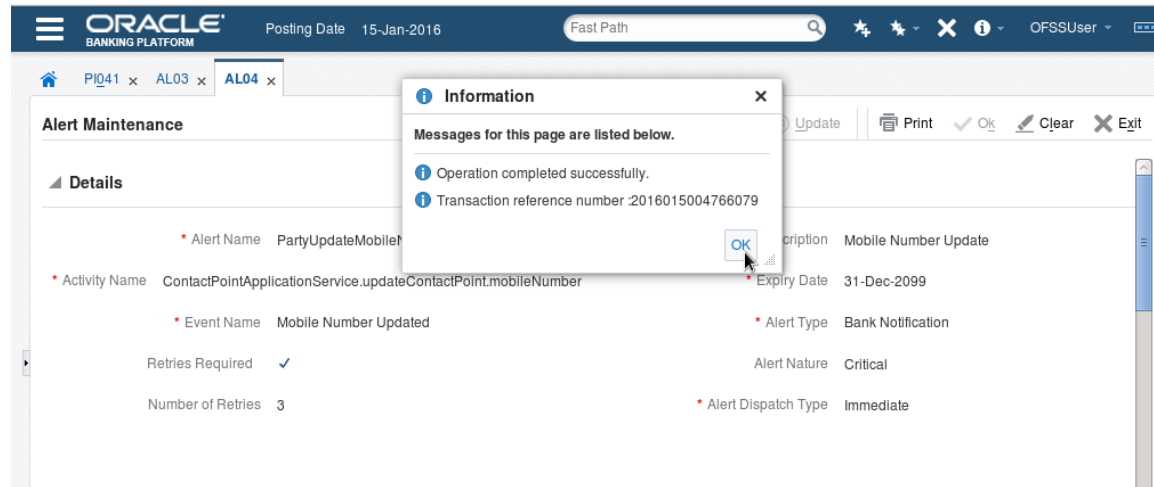 ORACLE
BANKING PLATFORM
Posting Date 15-Jan-2016
Fast Path
OFSSUser
PI041 x AL03 x AL04 x
Alert Maintenance
Update Print Ok Clear Exit
Information
Messages for this page are listed below.
Operation completed successfully.
Transaction reference number :2016015004766079
OK
Details
* Alert Name
* Activity Name ContactPointApplicationService.updateContactPoint.mobileNumber
* Event Name Mobile Number Updated
Retries Required ✓
Number of Retries 3
Mobile Number Update
* Expiry Date 31-Dec-2099
* Alert Type Bank Notification
Alert Nature Critical
* Alert Dispatch Type Immediate